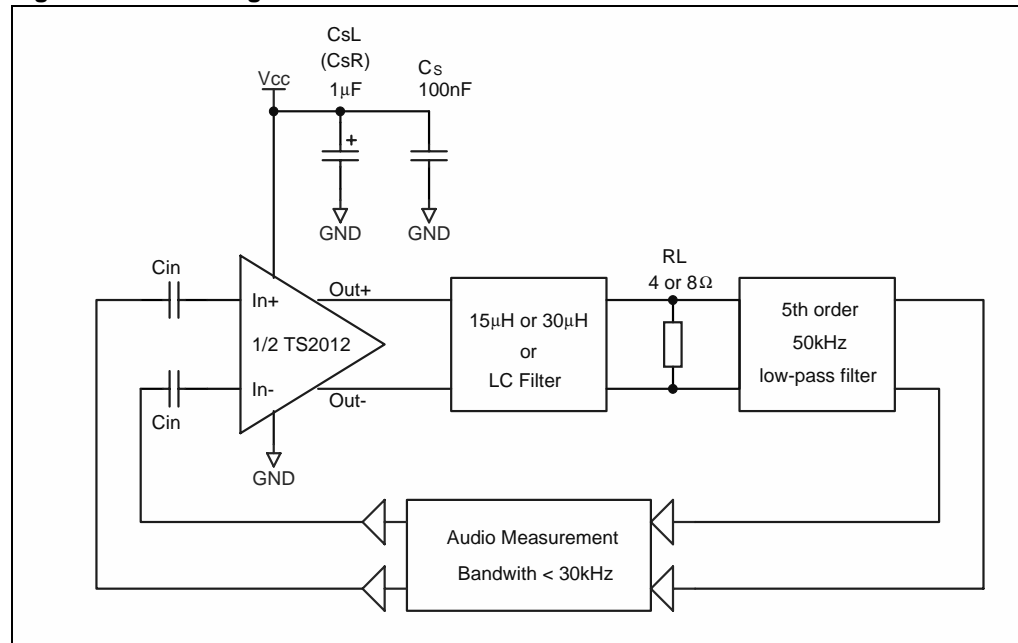 CsL
(CsR)
1μF
Cs
100nF
Vcc
GND
GND
Cin
In+
Out+
1/2 TS2012
In-
Out-
Cin
GND
15μH or 30μH
or
LC Filter
RL
4 or 8Ω
5th order
50kHz
low-pass filter
Audio Measurement
Bandwith < 30kHz